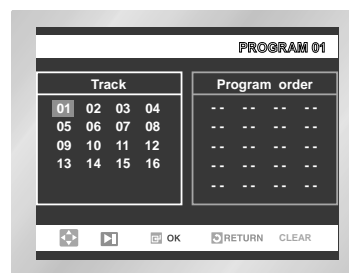 PROGRAM 01
Track
01 02 03 04
05 06 07 08
09 10 11 12
13 14 15 16
Program order
-- -- -- --
-- -- -- --
-- -- -- --
-- -- -- --
-- -- -- --
OK RETURN CLEAR